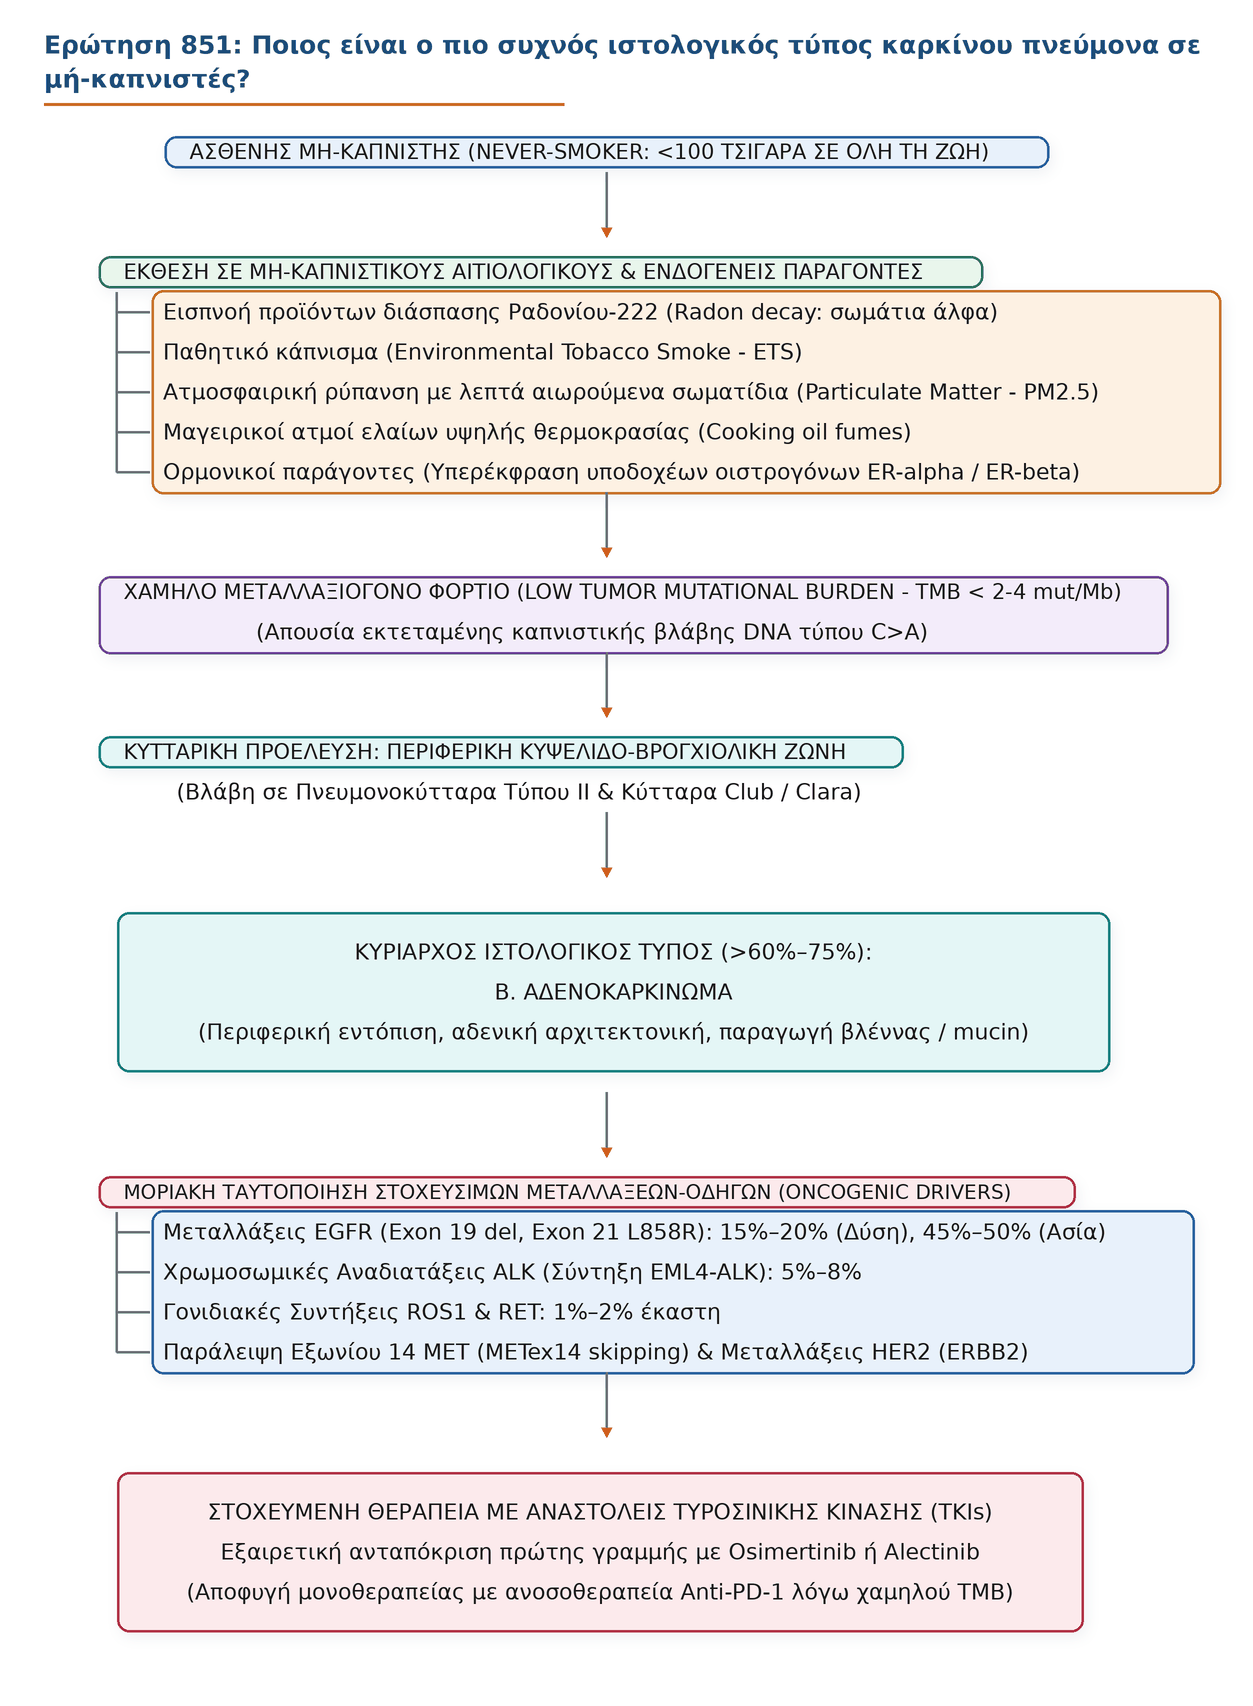 Ερώτηση 851: Ποιος είναι ο πιο συχνός ιστολογικός τύπος καρκίνου πνεύμονα σε
μή-καπνιστές?
ΑΣΘΕΝΗΣ ΜΗ-ΚΑΠΝΙΣΤΗΣ (NEVER-SMOKER: <100 ΤΣΙΓΑΡΑ ΣΕ ΟΛΗ ΤΗ ΖΩΗ)
ΕΚΘΕΣΗ ΣΕ ΜΗ-ΚΑΠΝΙΣΤΙΚΟΥΣ ΑΙΤΙΟΛΟΓΙΚΟΥΣ & ΕΝΔΟΓΕΝΕΙΣ ΠΑΡΑΓΟΝΤΕΣ
Εισπνοή προϊόντων διάσπασης Ραδονίου-222 (Radon decay: σωμάτια άλφα)
Παθητικό κάπνισμα (Environmental Tobacco Smoke - ETS)
Ατμοσφαιρική ρύπανση με λεπτά αιωρούμενα σωματίδια (Particulate Matter - PM2.5)
Μαγειρικοί ατμοί ελαίων υψηλής θερμοκρασίας (Cooking oil fumes)
Ορμονικοί παράγοντες (Υπερέκφραση υποδοχέων οιστρογόνων ER-alpha / ER-beta)
ΧΑΜΗΛΟ ΜΕΤΑΛΛΑΞΙΟΓΟΝΟ ΦΟΡΤΙΟ (LOW TUMOR MUTATIONAL BURDEN - TMB < 2-4 mut/Mb)
(Απουσία εκτεταμένης καπνιστικής βλάβης DNA τύπου C>A)
ΚΥΤΤΑΡΙΚΗ ΠΡΟΕΛΕΥΣΗ: ΠΕΡΙΦΕΡΙΚΗ ΚΥΨΕΛΙΔΟ-ΒΡΟΓΧΙΟΛΙΚΗ ΖΩΝΗ
(Βλάβη σε Πνευμονοκύτταρα Τύπου II & Κύτταρα Club / Clara)
ΚΥΡΙΑΡΧΟΣ ΙΣΤΟΛΟΓΙΚΟΣ ΤΥΠΟΣ (>60%–75%):
Β. ΑΔΕΝΟΚΑΡΚΙΝΩΜΑ
(Περιφερική εντόπιση, αδενική αρχιτεκτονική, παραγωγή βλέννας / mucin)
ΜΟΡΙΑΚΗ ΤΑΥΤΟΠΟΙΗΣΗ ΣΤΟΧΕΥΣΙΜΩΝ ΜΕΤΑΛΛΑΞΕΩΝ-ΟΔΗΓΩΝ (ONCOGENIC DRIVERS)
Μεταλλάξεις EGFR (Exon 19 del, Exon 21 L858R): 15%–20% (Δύση), 45%–50% (Ασία)
Χρωμοσωμικές Αναδιατάξεις ALK (Σύντηξη EML4-ALK): 5%–8%
Γονιδιακές Συντήξεις ROS1 & RET: 1%–2% έκαστη
Παράλειψη Εξωνίου 14 MET (METex14 skipping) & Μεταλλάξεις HER2 (ERBB2)
ΣΤΟΧΕΥΜΕΝΗ ΘΕΡΑΠΕΙΑ ΜΕ ΑΝΑΣΤΟΛΕΙΣ ΤΥΡΟΣΙΝΙΚΗΣ ΚΙΝΑΣΗΣ (TKIs)
Εξαιρετική ανταπόκριση πρώτης γραμμής με Osimertinib ή Alectinib
(Αποφυγή μονοθεραπείας με ανοσοθεραπεία Anti-PD-1 λόγω χαμηλού TMB)